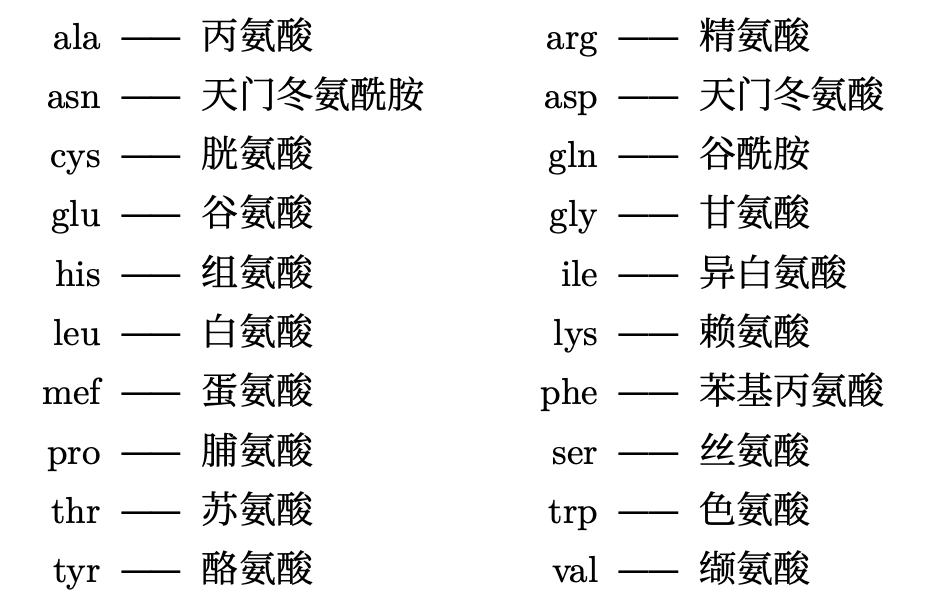 ala —— 丙氨酸 arg —— 精氨酸
asn —— 天门冬氨酰胺 asp —— 天门冬氨酸
cys —— 胱氨酸 gln —— 谷酰胺
glu —— 谷氨酸 gly —— 甘氨酸
his —— 组氨酸 ile —— 异白氨酸
leu —— 白氨酸 lys —— 赖氨酸
mef —— 蛋氨酸 phe —— 苯基丙氨酸
pro —— 脯氨酸 ser —— 丝氨酸
thr —— 苏氨酸 trp —— 色氨酸
tyr —— 酪氨酸 val —— 缬氨酸